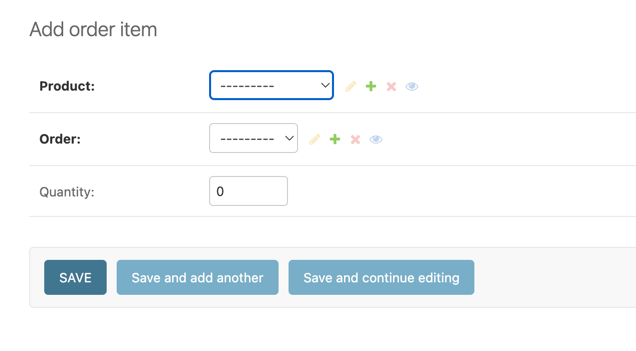 Add order item
Product: ---------
Order: ---------
Quantity: 0
SAVE Save and add another Save and continue editing